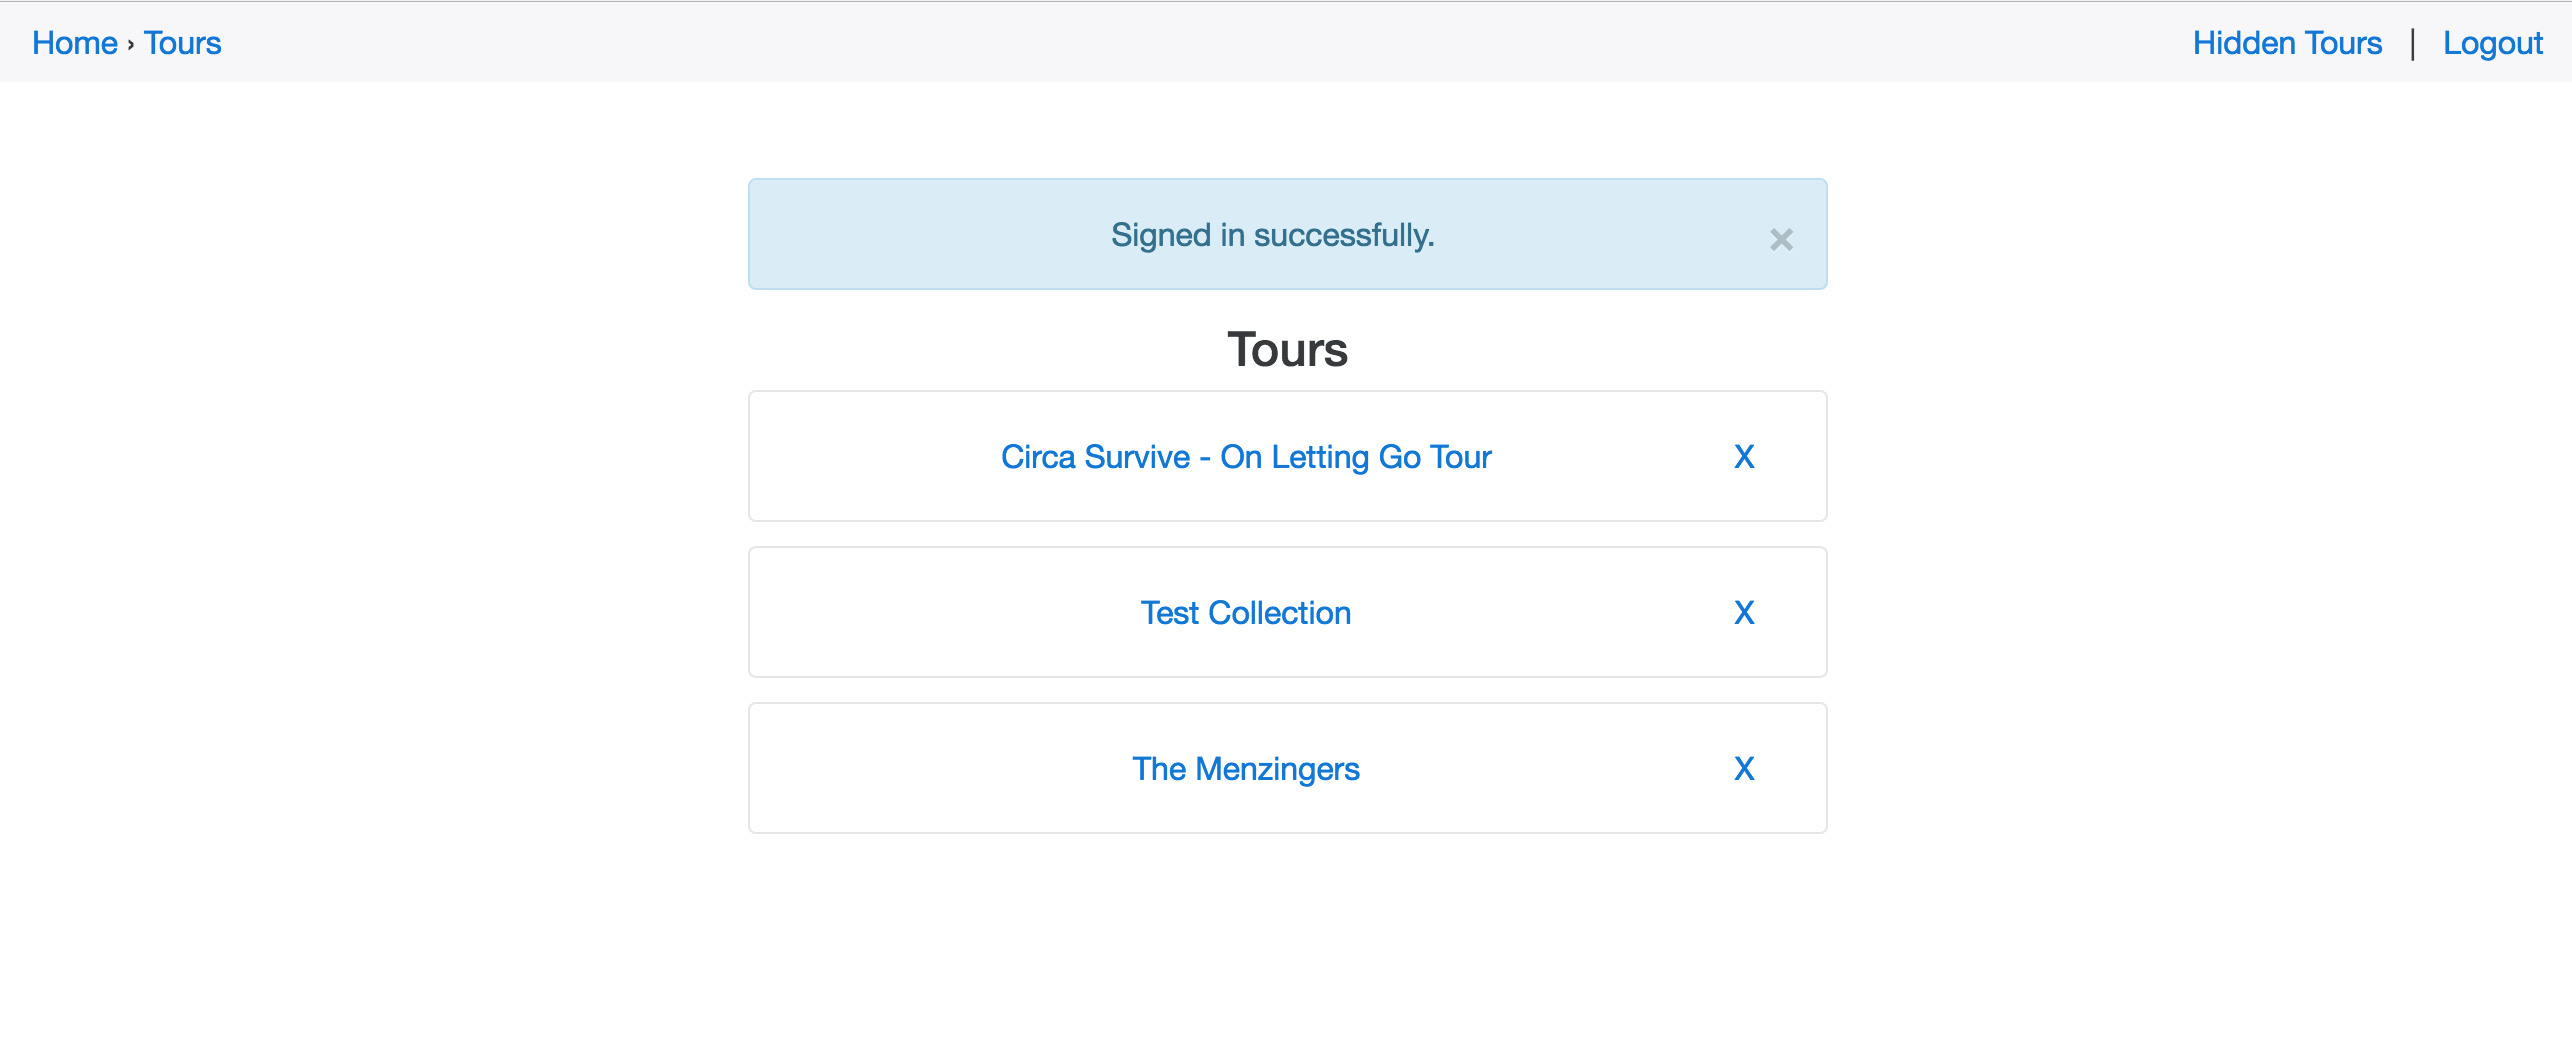 Home › Tours
Hidden Tours | Logout
Signed in successfully. ×
Tours
Circa Survive - On Letting Go Tour X
Test Collection X
The Menzingers X